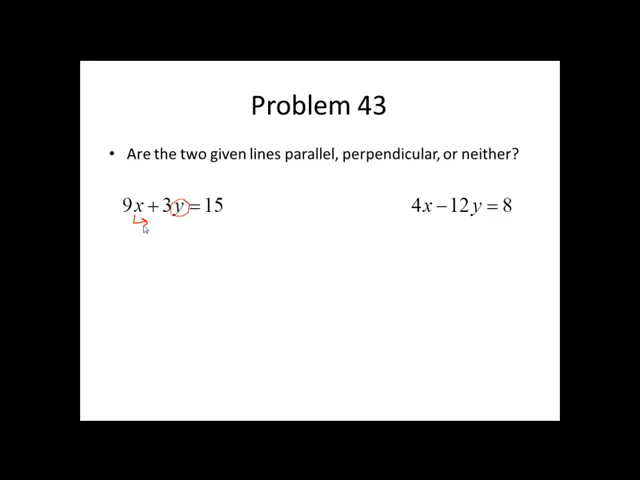 Problem 43
• Are the two given lines parallel, perpendicular, or neither?
9x + 3y = 15 4x − 12y = 8